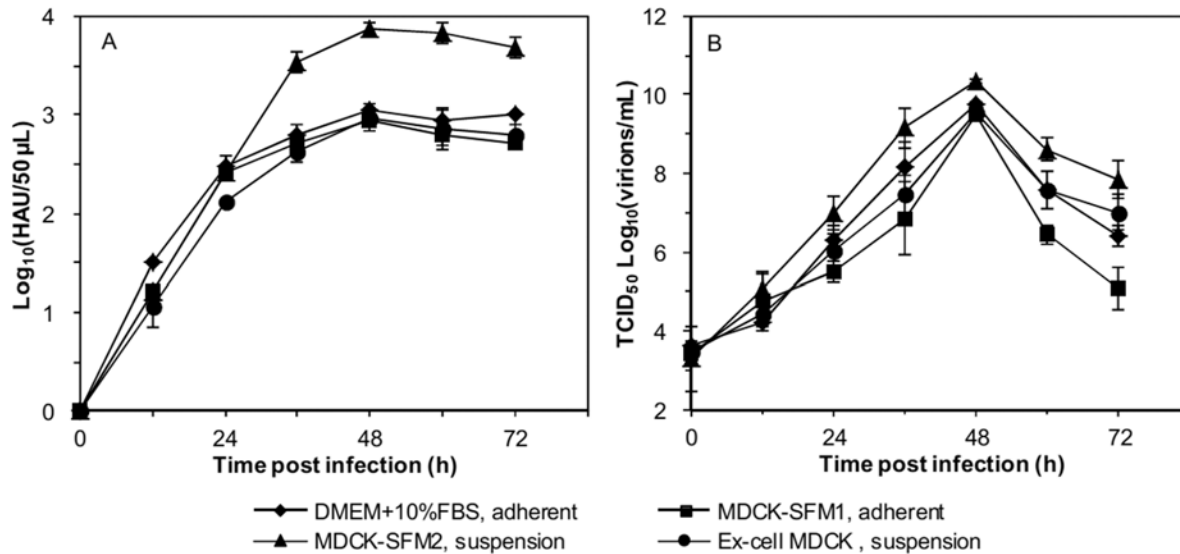 A
Log10(HAU/50 µL)
4
3
2
1
0
0 24 48 72
Time post infection (h)
B
TCID50 Log10(virions/mL)
12
10
8
6
4
2
0 24 48 72
Time post infection (h)
DMEM+10%FBS, adherent
MDCK-SFM1, adherent
MDCK-SFM2, suspension
Ex-cell MDCK , suspension